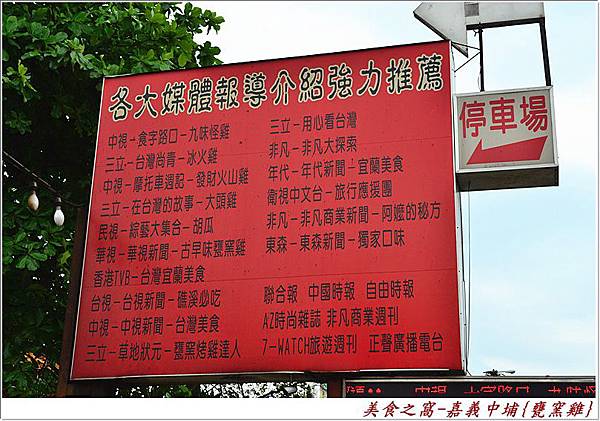 各大媒體報導介紹強力推薦
中視－食字路口－九味怪雞
三立－台灣尚青－冰火雞
中視－摩托車週記－發財火山雞
三立－在台灣的故事－大頭雞
民視－綜藝大集合－胡瓜
華視－華視新聞－古早味甕窯雞
香港TVB－台灣宜蘭美食
台視－台視新聞－礁溪必吃
中視－中視新聞－台灣美食
三立－草地狀元－甕窯烤雞達人
三立－用心看台灣
非凡－非凡大探索
年代－年代新聞－宜蘭美食
衛視中文台－旅行應援團
非凡－非凡商業新聞－阿嬤的秘方
東森－東森新聞－獨家口味
聯合報 中國時報 自由時報
AZ時尚雜誌 非凡商業週刊
7－WATCH旅遊週刊 正聲廣播電台
停車場
美食之窩-嘉義中埔{甕窯雞}